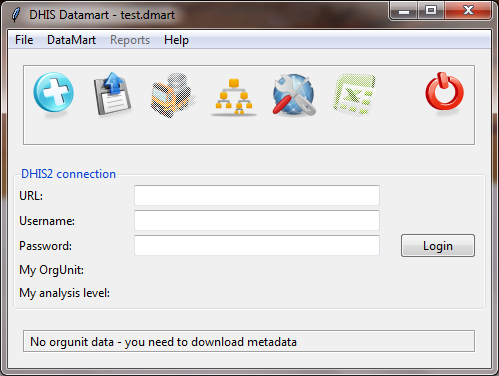 DHIS Datamart - test.dmart
File DataMart Reports Help
DHIS2 connection
URL:
Username:
Password:
Login
My OrgUnit:
My analysis level:
No orgunit data - you need to download metadata